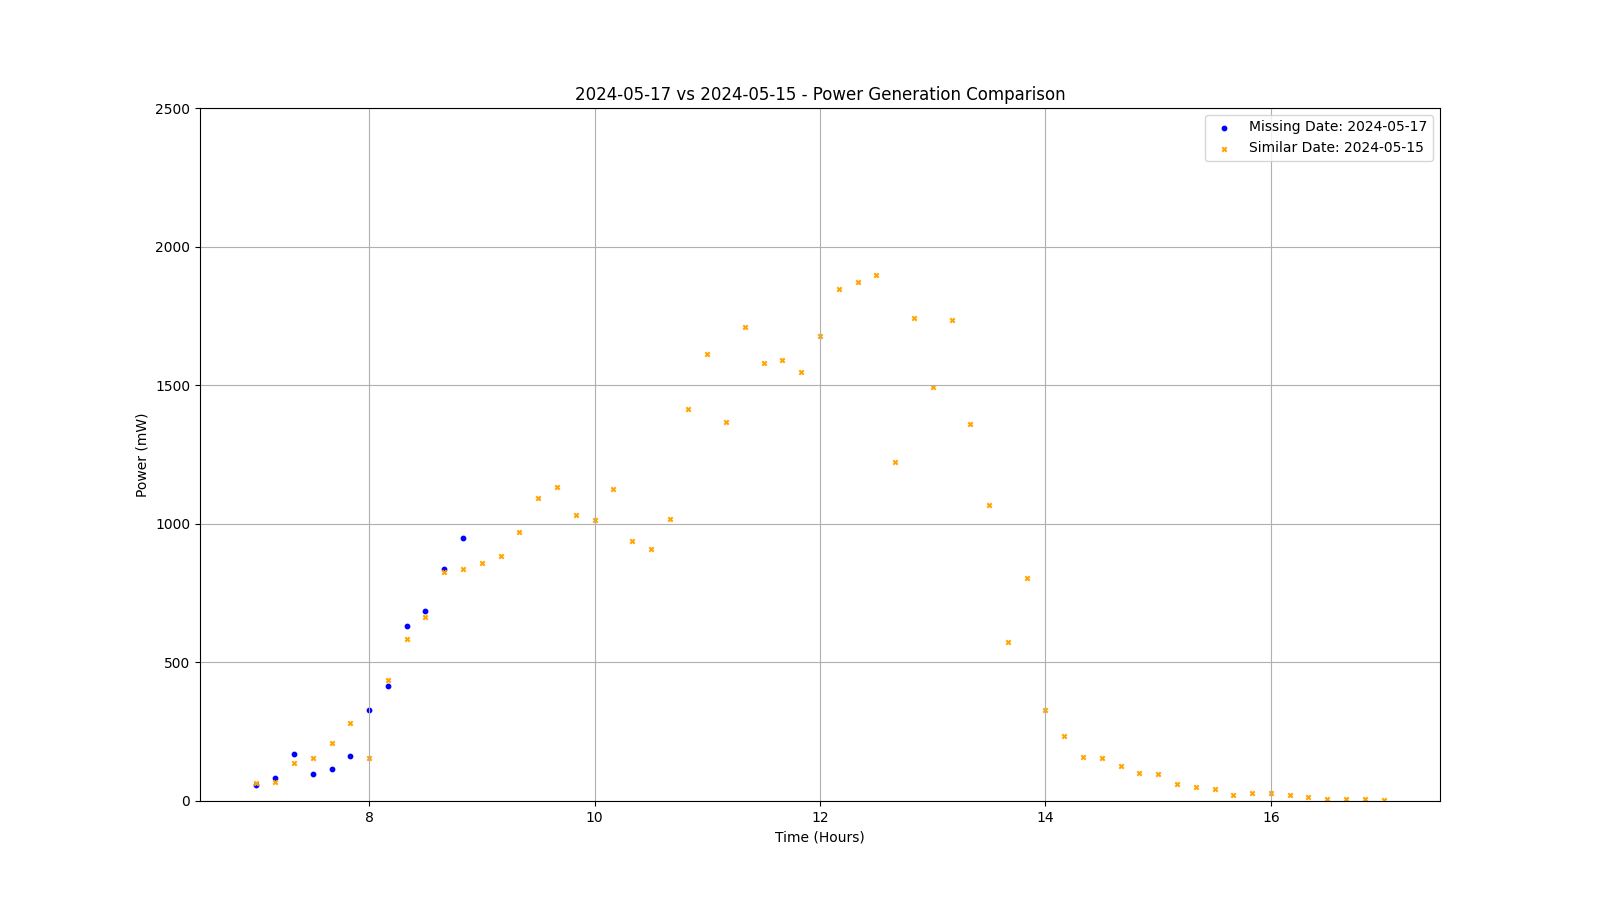 2024-05-17 vs 2024-05-15 - Power Generation Comparison
Missing Date: 2024-05-17
Similar Date: 2024-05-15
2500
2000
1500
1000
500
0
Power (mW)
8
10
12
14
16
Time (Hours)